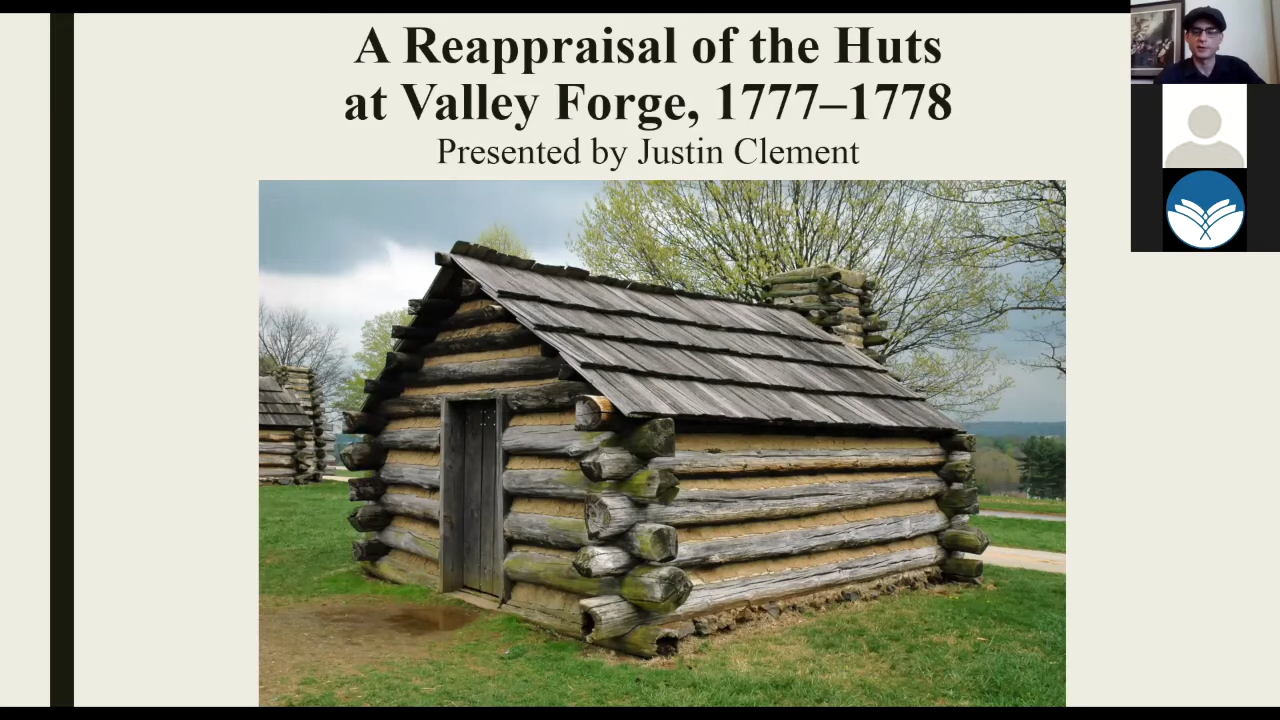 A Reappraisal of the Huts
at Valley Forge, 1777–1778
Presented by Justin Clement